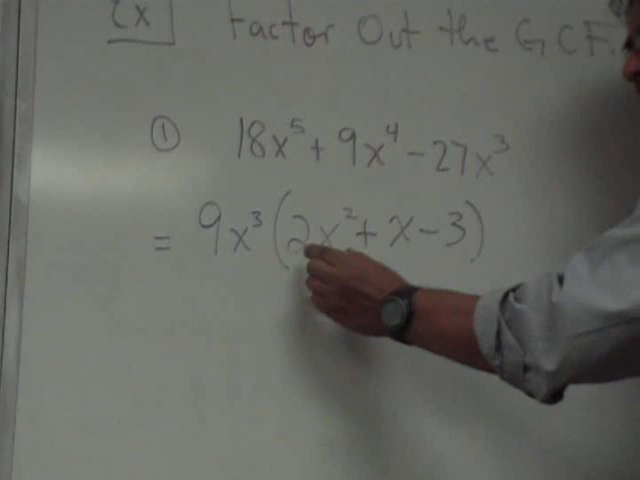 Ex Factor Out the GCF.
① 18x⁵ + 9x⁴ - 27x³
= 9x³ (2x² + x - 3)